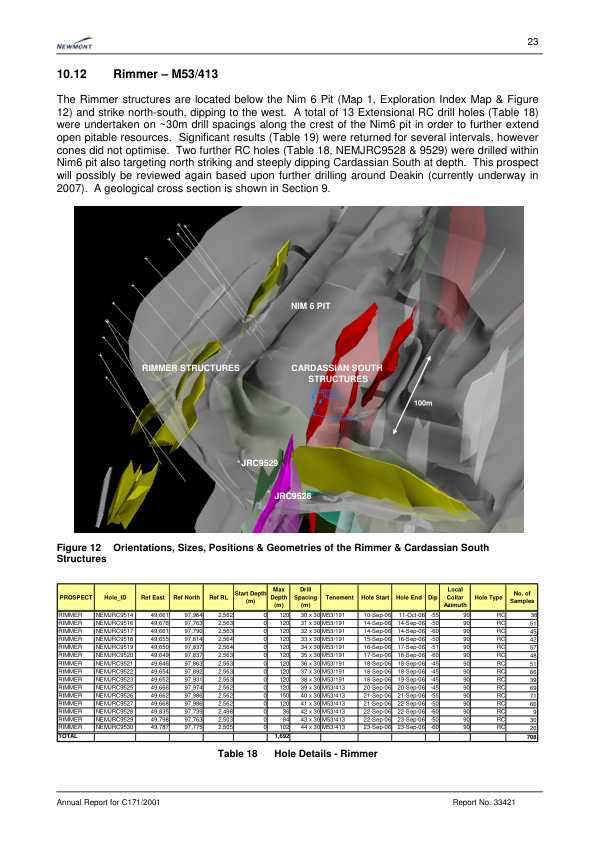 NEWMONT
23
10.12 Rimmer – M53/413
The Rimmer structures are located below the Nim 6 Pit (Map 1, Exploration Index Map & Figure
12) and strike north-south, dipping to the west. A total of 13 Extensional RC drill holes (Table 18)
were undertaken on ~30m drill spacings along the crest of the Nim6 pit in order to further extend
open pitable resources. Significant results (Table 19) were returned for several intervals, however
cones did not optimise. Two further RC holes (Table 18, NEMJRC9528 & 9529) were drilled within
Nim6 pit also targeting north striking and steeply dipping Cardassian South at depth. This prospect
will possibly be reviewed again based upon further drilling around Deakin (currently underway in
2007). A geological cross section is shown in Section 9.
NIM 6 PIT
RIMMER STRUCTURES
CARDASSIAN SOUTH
STRUCTURES
100m
JRC9529
JRC9528
Figure 12 Orientations, Sizes, Positions & Geometries of the Rimmer & Cardassian South
Structures
PROSPECT Hole_ID Ref East Ref North Ref RL Start Depth (m) Max Depth (m) Drill Spacing (m) Tenement Hole Start Hole End Dip Local Collar Azimuth Hole Type No. of Samples
RIMMER NEMJRC9514 49,661 97,964 2,562 0 120 30 x 30 M53/191 10-Sep-06 11-Oct-06 -55 90 RC 38
RIMMER NEMJRC9516 49,676 97,763 2,563 0 120 31 x 30 M53/191 14-Sep-06 14-Sep-06 -50 90 RC 51
RIMMER NEMJRC9517 49,661 97,790 2,563 0 120 32 x 30 M53/191 14-Sep-06 14-Sep-06 -60 90 RC 45
RIMMER NEMJRC9518 49,655 97,814 2,564 0 120 33 x 30 M53/191 15-Sep-06 16-Sep-06 -50 90 RC 42
RIMMER NEMJRC9519 49,650 97,837 2,564 0 120 34 x 30 M53/191 16-Sep-06 17-Sep-06 -51 90 RC 57
RIMMER NEMJRC9520 49,649 97,837 2,563 0 120 35 x 30 M53/191 17-Sep-06 18-Sep-06 -60 90 RC 48
RIMMER NEMJRC9521 49,646 97,863 2,563 0 120 36 x 30 M53/191 18-Sep-06 18-Sep-06 -45 90 RC 51
RIMMER NEMJRC9522 49,654 97,892 2,563 0 120 37 x 30 M53/191 18-Sep-06 18-Sep-06 -45 90 RC 66
RIMMER NEMJRC9523 49,652 97,931 2,564 0 120 38 x 30 M53/191 18-Sep-06 19-Sep-06 -45 90 RC 39
RIMMER NEMJRC9525 49,666 97,974 2,562 0 120 39 x 30 M53/413 20-Sep-06 20-Sep-06 -45 90 RC 69
RIMMER NEMJRC9526 49,662 97,986 2,562 0 150 40 x 30 M53/413 21-Sep-06 21-Sep-06 -55 90 RC 71
RIMMER NEMJRC9527 49,668 97,986 2,562 0 120 41 x 30 M53/413 21-Sep-06 22-Sep-06 -50 90 RC 66
RIMMER NEMJRC9528 49,835 97,739 2,498 0 36 42 x 30 M53/413 22-Sep-06 22-Sep-06 -60 90 RC 9
RIMMER NEMJRC9529 49,798 97,763 2,503 0 84 43 x 30 M53/413 22-Sep-06 23-Sep-06 -50 90 RC 30
RIMMER NEMJRC9530 49,787 97,775 2,505 0 102 44 x 30 M53/413 23-Sep-06 23-Sep-06 -60 90 RC 26
TOTAL 1,692 708
Table 18 Hole Details - Rimmer
Annual Report for C171/2001 Report No. 33421